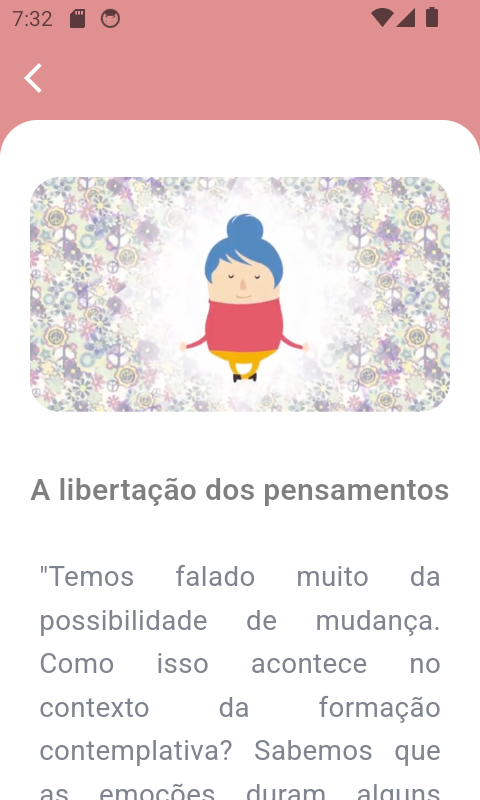 7:32
A libertação dos pensamentos
"Temos falado muito da
possibilidade de mudança.
Como isso acontece no
contexto da formação
contemplativa? Sabemos que
as emoções duram alguns